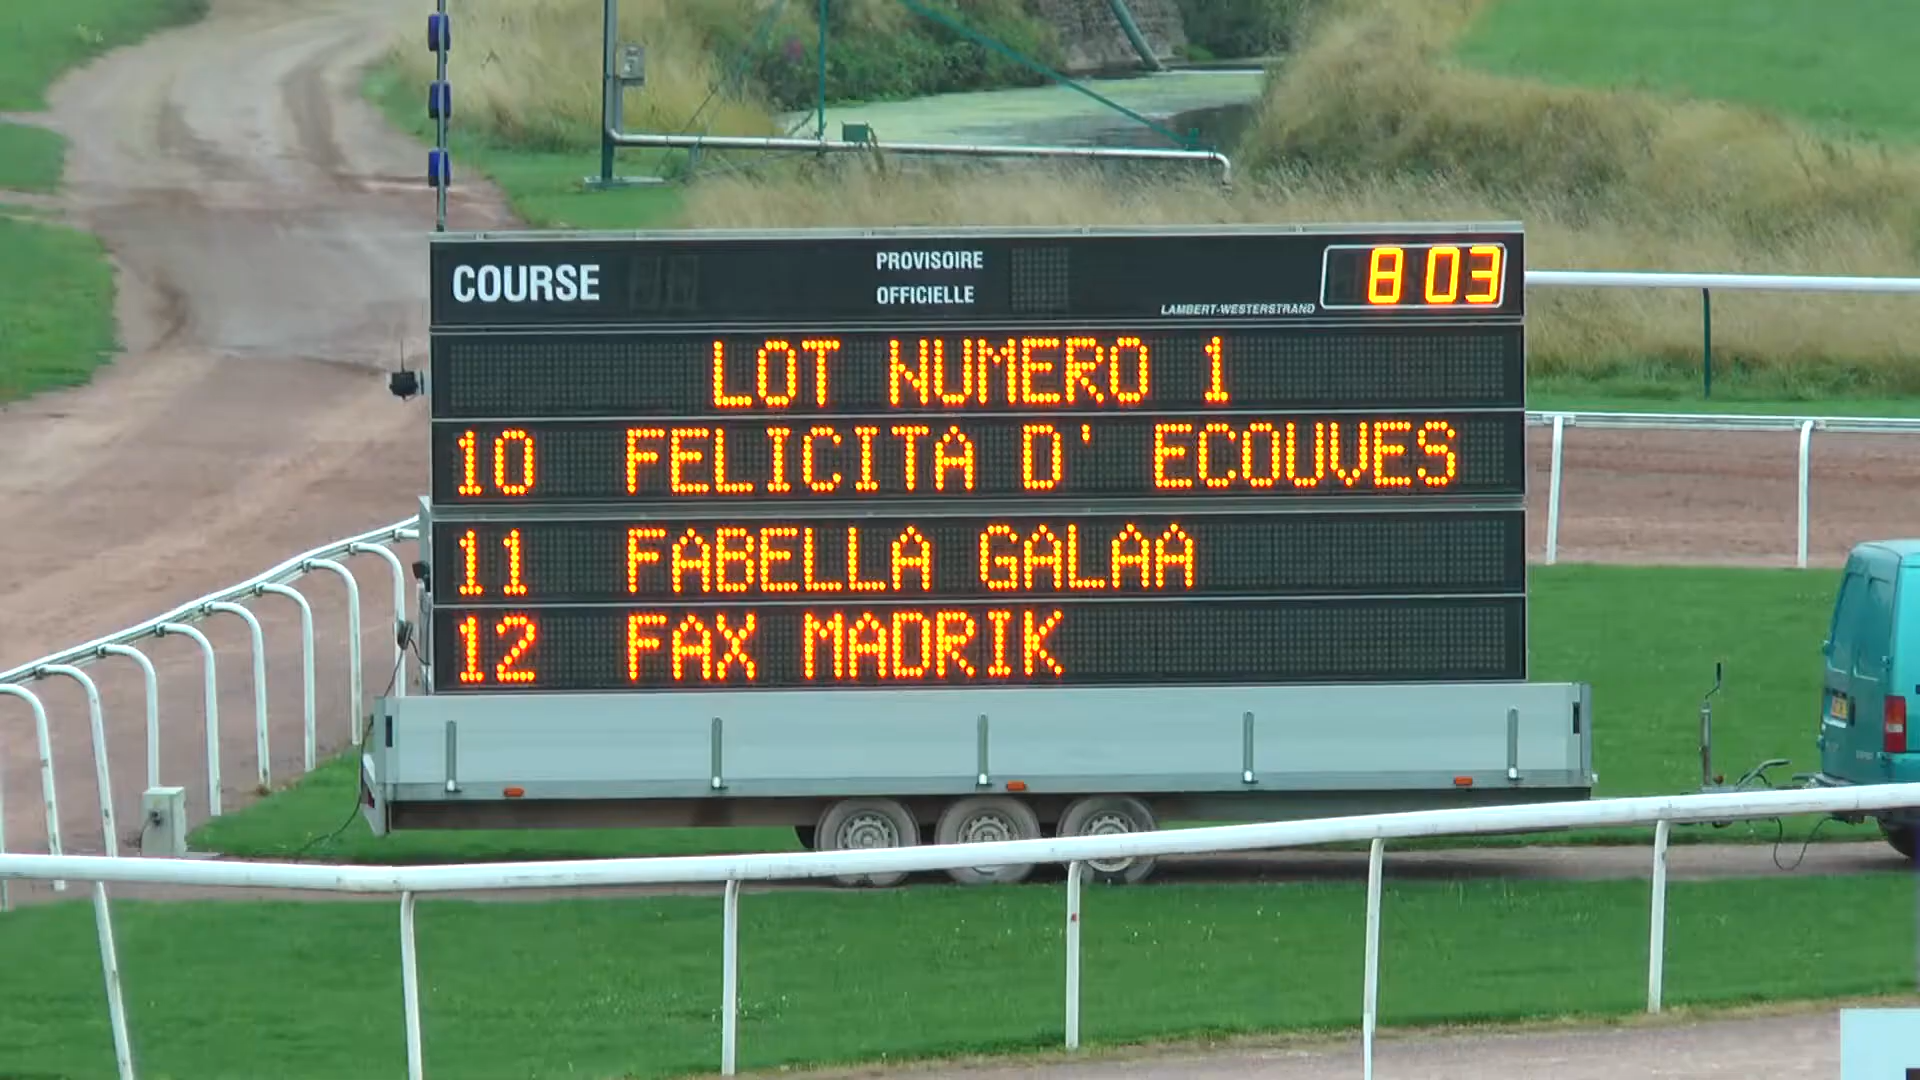 COURSE
PROVISOIRE
OFFICIELLE
LAMBERT-WESTERSTRAND
8 03
LOT NUMERO 1
10 FELICITA D' ECOUVES
11 FABELLA GALAA
12 FAX MADRIK